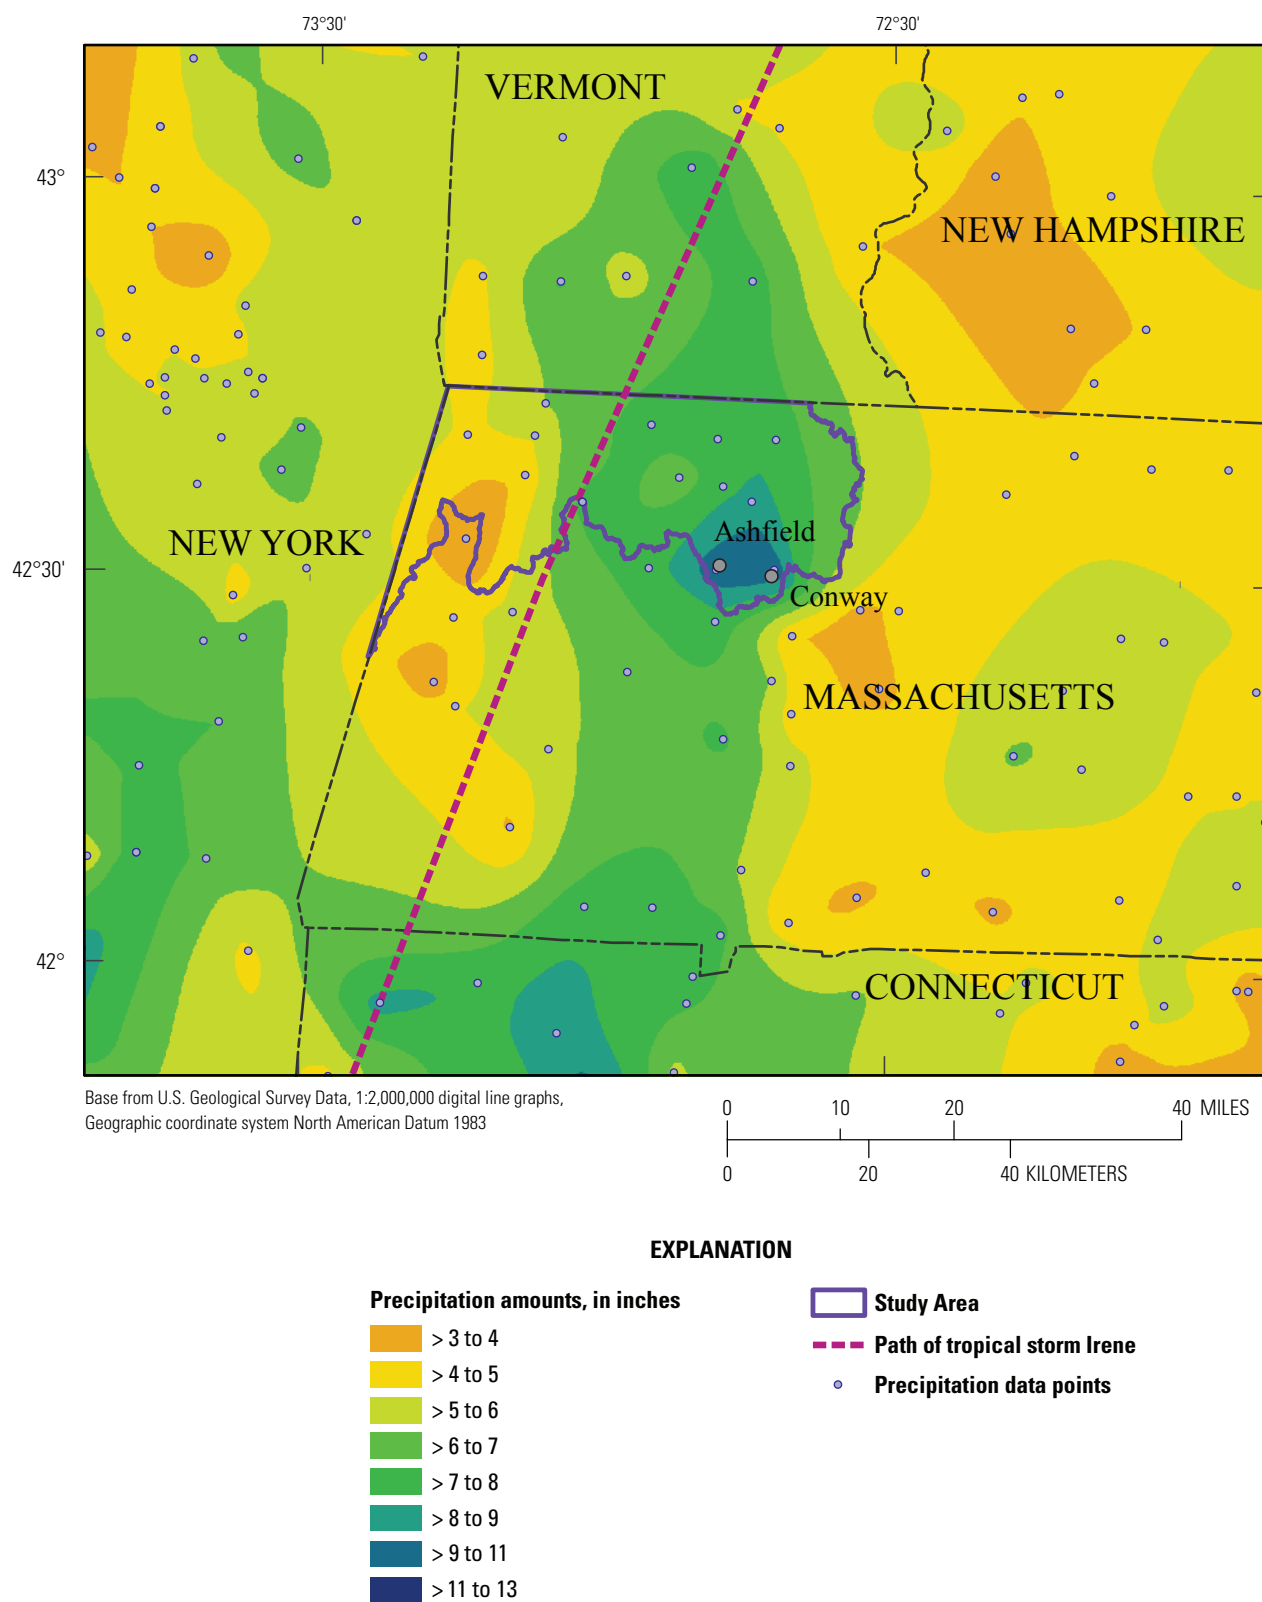 73°30'
72°30'
VERMONT
43°
NEW HAMPSHIRE
NEW YORK
Ashfield
42°30'
Conway
MASSACHUSETTS
42°
CONNECTICUT
Base from U.S. Geological Survey Data, 1:2,000,000 digital line graphs,
Geographic coordinate system North American Datum 1983
0 10 20 40 MILES
0 20 40 KILOMETERS
EXPLANATION
Precipitation amounts, in inches
> 3 to 4
> 4 to 5
> 5 to 6
> 6 to 7
> 7 to 8
> 8 to 9
> 9 to 11
> 11 to 13
Study Area
Path of tropical storm Irene
Precipitation data points